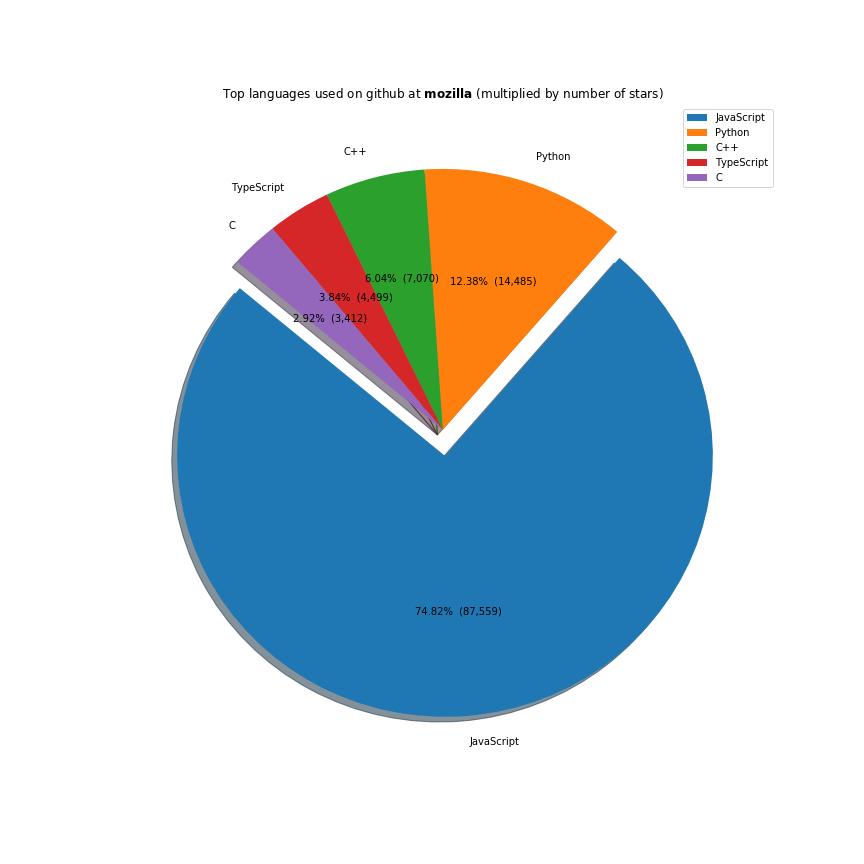 Top languages used on github at mozilla (multiplied by number of stars)
JavaScript
Python
C++
TypeScript
C
C++
Python
TypeScript
C
6.04% (7,070)
12.38% (14,485)
3.84% (4,499)
2.92% (3,412)
74.82% (87,559)
JavaScript